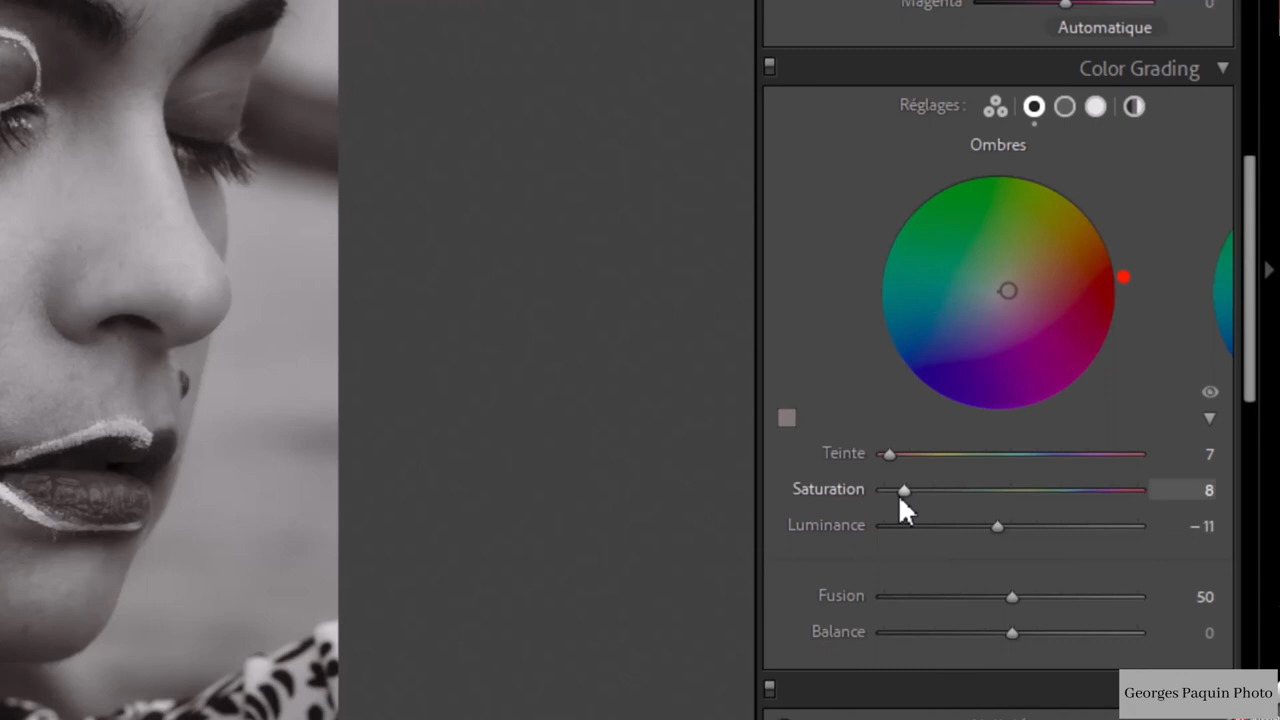 Magenta 0
Automatique
Color Grading
Réglages :
Ombres
Teinte 7
Saturation 8
Luminance – 11
Fusion 50
Balance 0
Georges Paquin Photo